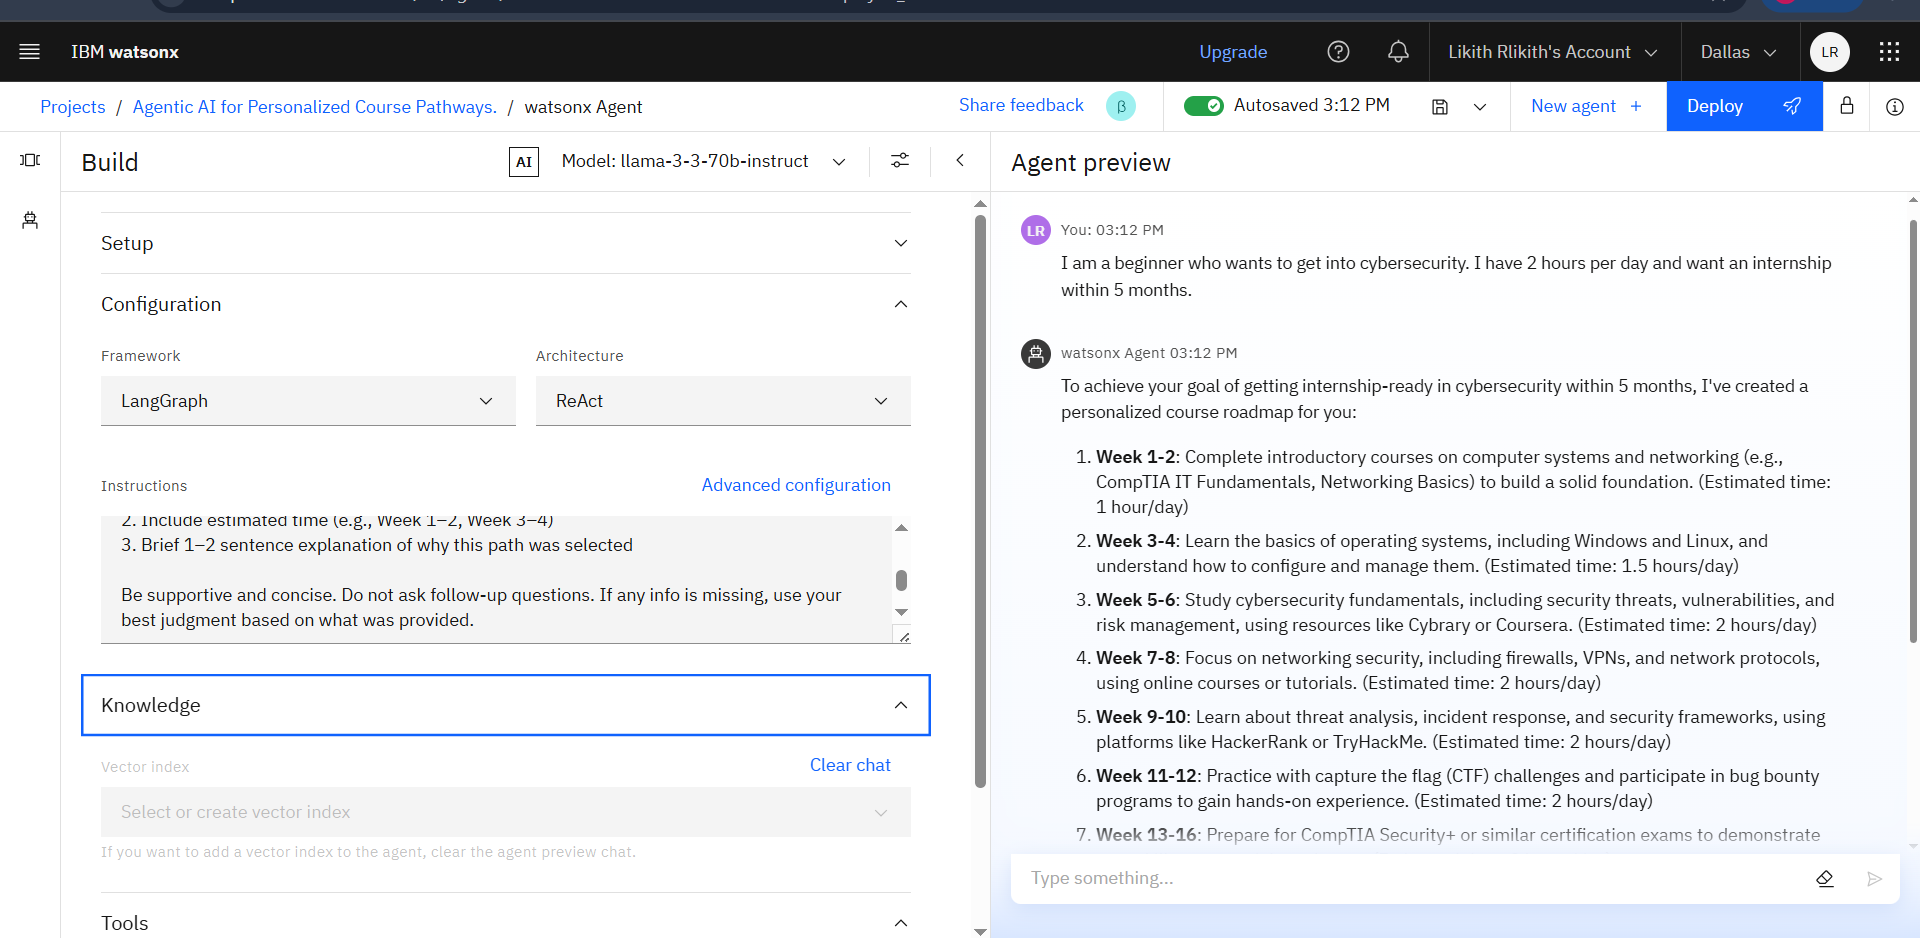 IBM watsonx
Upgrade
Likith Rlikith's Account
Dallas
LR
Projects / Agentic AI for Personalized Course Pathways. / watsonx Agent
Share feedback
β
Autosaved 3:12 PM
New agent +
Deploy
Build
AI
Model: llama-3-3-70b-instruct
Setup
Configuration
Framework
Architecture
LangGraph
ReAct
Instructions
Advanced configuration
2. Include estimated time (e.g., Week 1–2, Week 3–4)
3. Brief 1–2 sentence explanation of why this path was selected
Be supportive and concise. Do not ask follow-up questions. If any info is missing, use your
best judgment based on what was provided.
Knowledge
Vector index
Clear chat
Select or create vector index
If you want to add a vector index to the agent, clear the agent preview chat.
Tools
Agent preview
LR
You: 03:12 PM
I am a beginner who wants to get into cybersecurity. I have 2 hours per day and want an internship
within 5 months.
watsonx Agent 03:12 PM
To achieve your goal of getting internship-ready in cybersecurity within 5 months, I've created a
personalized course roadmap for you:
1. Week 1-2: Complete introductory courses on computer systems and networking (e.g.,
CompTIA IT Fundamentals, Networking Basics) to build a solid foundation. (Estimated time:
1 hour/day)
2. Week 3-4: Learn the basics of operating systems, including Windows and Linux, and
understand how to configure and manage them. (Estimated time: 1.5 hours/day)
3. Week 5-6: Study cybersecurity fundamentals, including security threats, vulnerabilities, and
risk management, using resources like Cybrary or Coursera. (Estimated time: 2 hours/day)
4. Week 7-8: Focus on networking security, including firewalls, VPNs, and network protocols,
using online courses or tutorials. (Estimated time: 2 hours/day)
5. Week 9-10: Learn about threat analysis, incident response, and security frameworks, using
platforms like HackerRank or TryHackMe. (Estimated time: 2 hours/day)
6. Week 11-12: Practice with capture the flag (CTF) challenges and participate in bug bounty
programs to gain hands-on experience. (Estimated time: 2 hours/day)
7. Week 13-16: Prepare for CompTIA Security+ or similar certification exams to demonstrate
Type something...